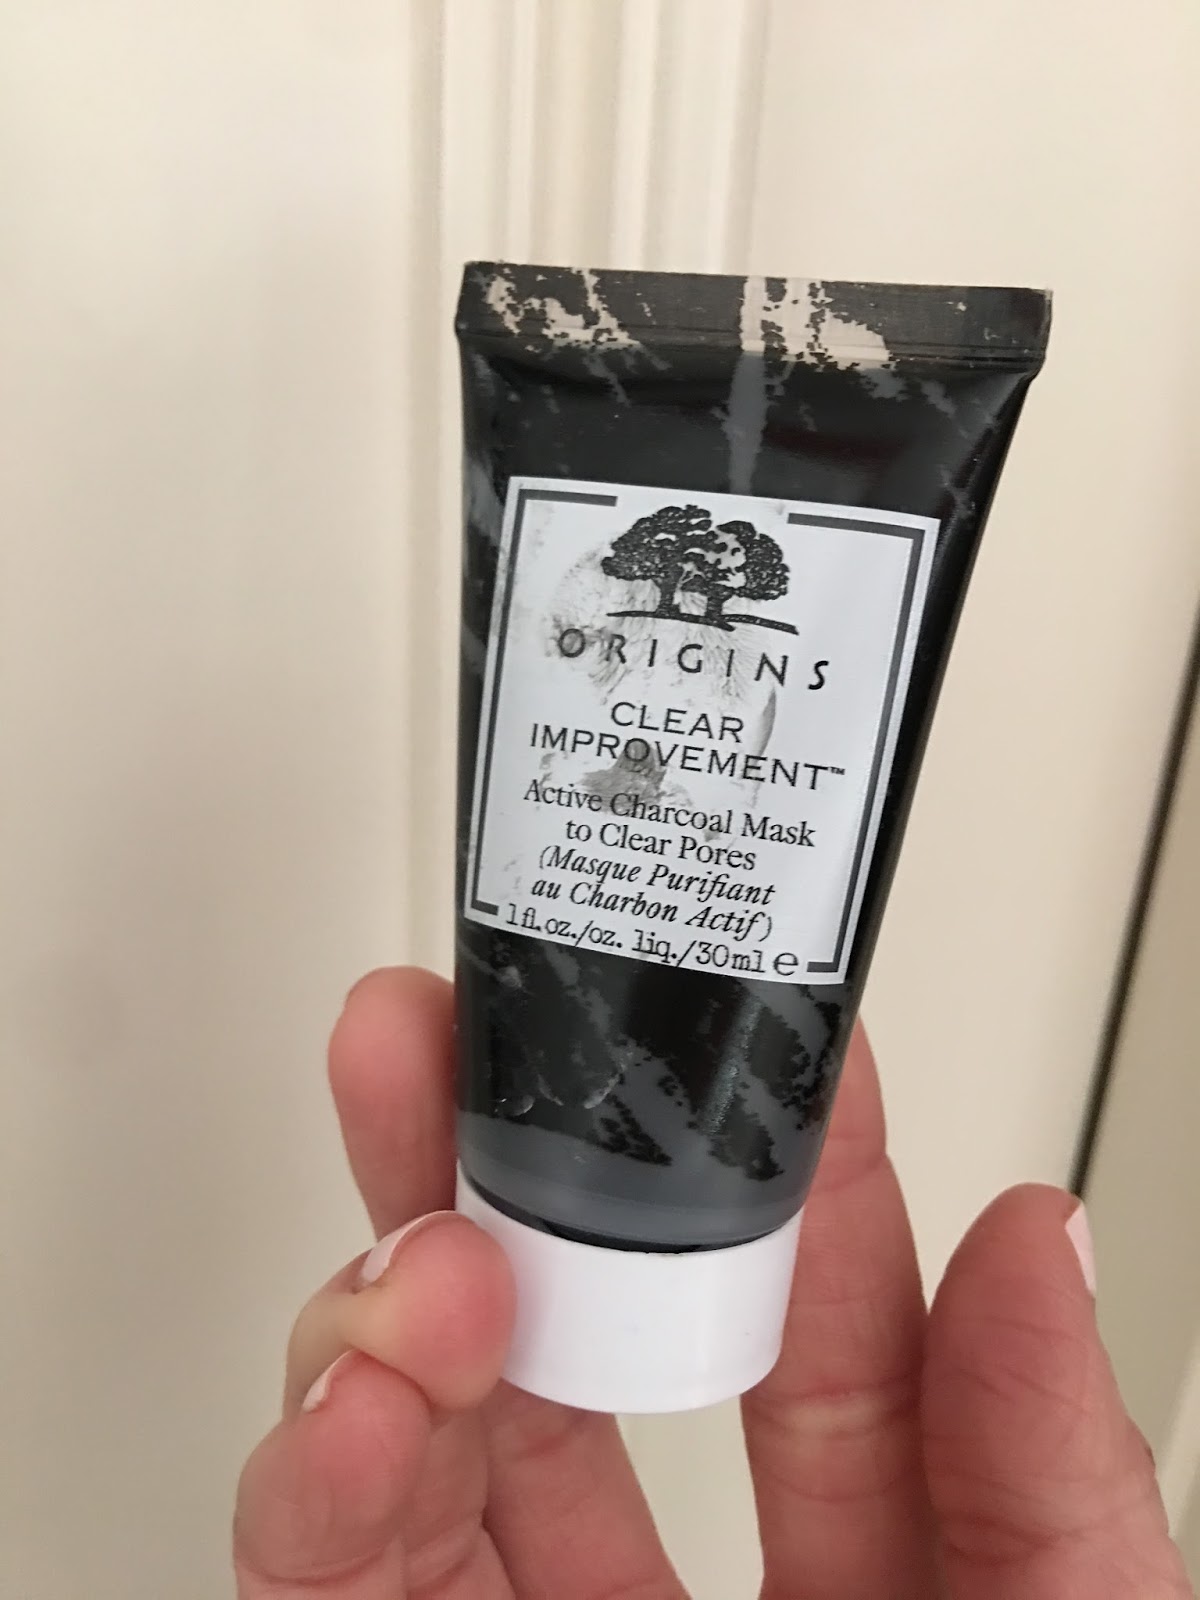 ORIGINS
CLEAR
IMPROVEMENT™
Active Charcoal Mask
to Clear Pores
(Masque Purifiant
au Charbon Actif)
1 fl. oz./oz. liq./30ml ℮